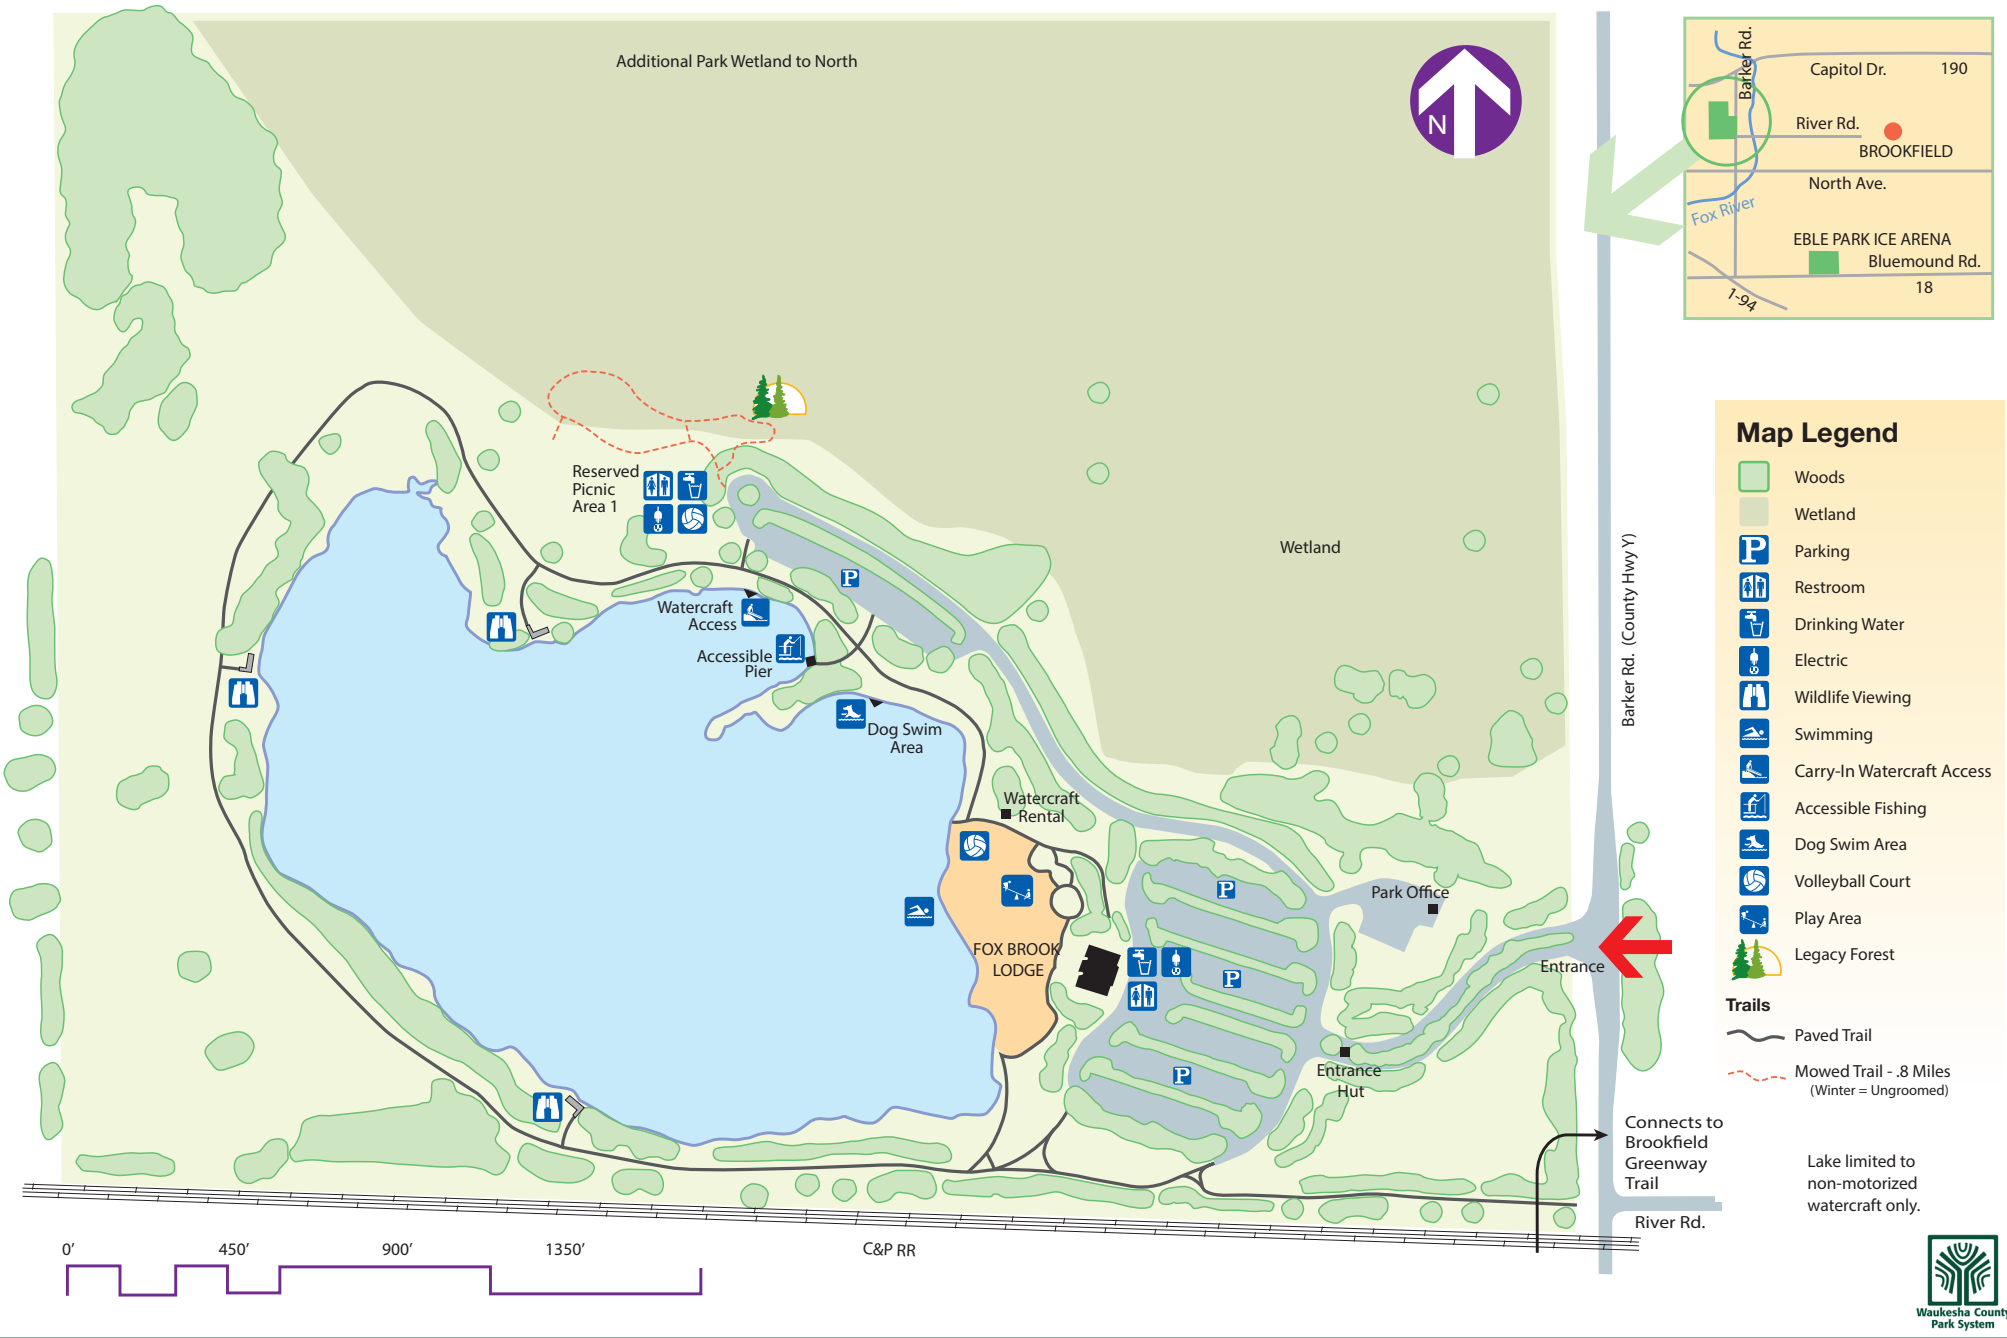 Additional Park Wetland to North
N
Barker Rd.
Capitol Dr.
190
River Rd.
BROOKFIELD
North Ave.
Fox River
EBLE PARK ICE ARENA
Bluemound Rd.
18
1-94
Reserved
Picnic
Area 1
P
Wetland
Watercraft
Access
Accessible
Pier
Dog Swim
Area
Watercraft
Rental
FOX BROOK
LODGE
P
P
P
Park Office
Entrance
Entrance
Hut
Barker Rd. (County Hwy Y)
Map Legend
Woods
Wetland
P
Parking
Restroom
Drinking Water
Electric
Wildlife Viewing
Swimming
Carry-In Watercraft Access
Accessible Fishing
Dog Swim Area
Volleyball Court
Play Area
Legacy Forest
Trails
Paved Trail
Mowed Trail - .8 Miles
(Winter = Ungroomed)
Connects to
Brookfield
Greenway
Trail
Lake limited to
non-motorized
watercraft only.
River Rd.
0’
450’
900’
1350’
C&P RR
Waukesha County
Park System